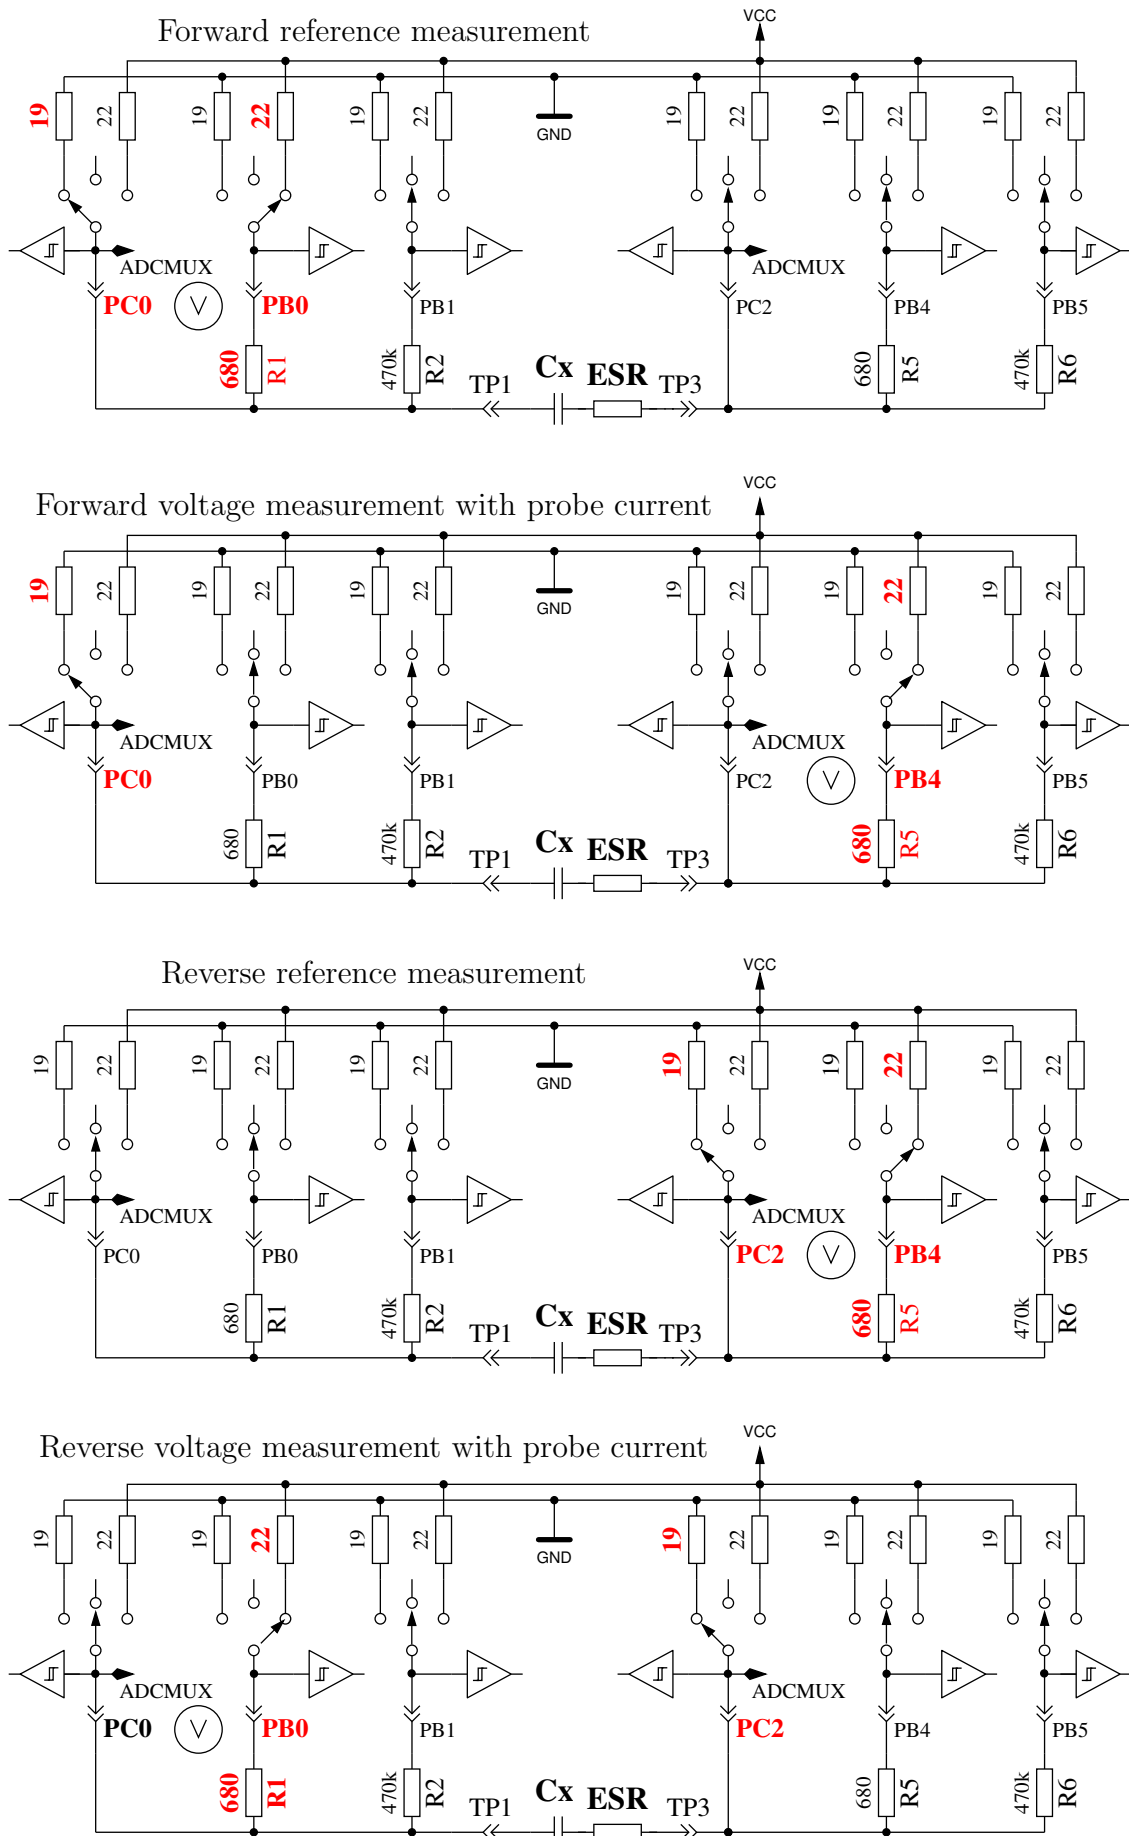 Forward reference measurement
VCC
19 22 19 22 19 22 GND 19 22 19 22 19 22
ADCMUX ADCMUX
PC0 V PB0 PB1 PC2 PB4 PB5
680 R1 470k R2 680 R5 470k R6
TP1 Cx ESR TP3
Forward voltage measurement with probe current
VCC
19 22 19 22 19 22 GND 19 22 19 22 19 22
ADCMUX ADCMUX
PC0 PB0 PB1 PC2 V PB4 PB5
680 R1 470k R2 680 R5 470k R6
TP1 Cx ESR TP3
Reverse reference measurement
VCC
19 22 19 22 19 22 GND 19 22 19 22 19 22
ADCMUX ADCMUX
PC0 PB0 PB1 PC2 V PB4 PB5
680 R1 470k R2 680 R5 470k R6
TP1 Cx ESR TP3
Reverse voltage measurement with probe current
VCC
19 22 19 22 19 22 GND 19 22 19 22 19 22
ADCMUX ADCMUX
PC0 V PB0 PB1 PC2 PB4 PB5
680 R1 470k R2 680 R5 470k R6
TP1 Cx ESR TP3